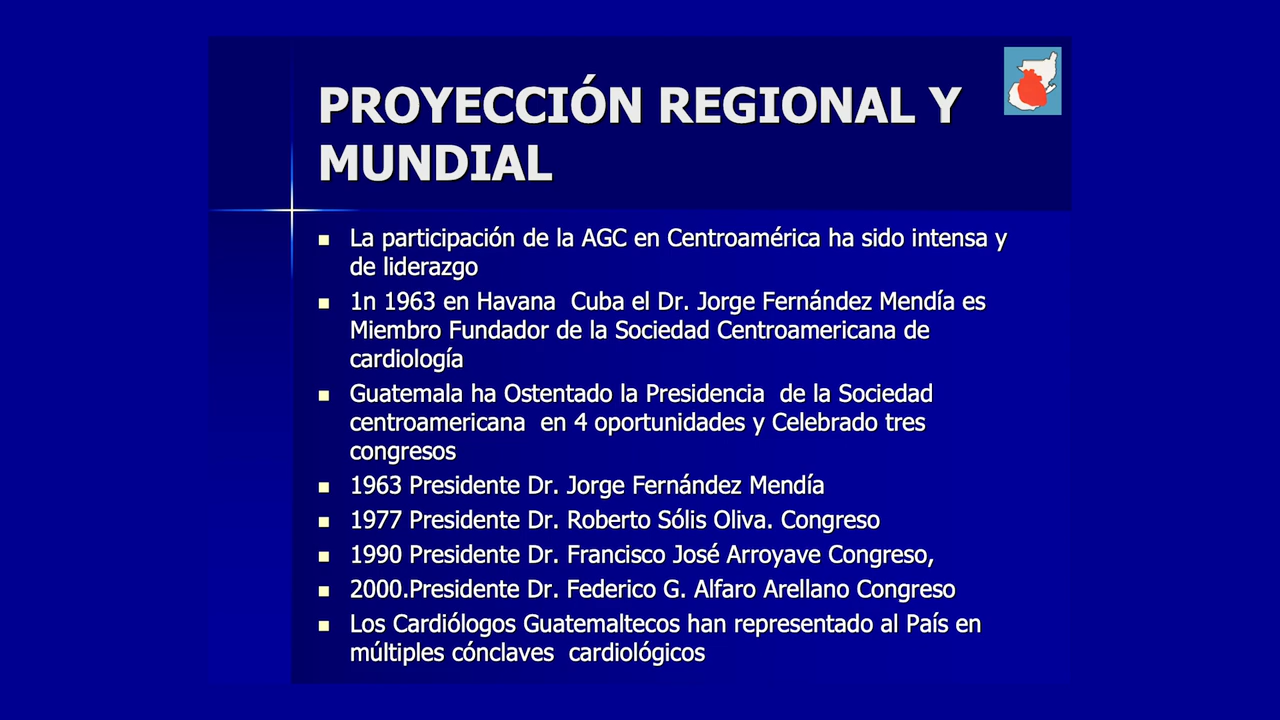 PROYECCIÓN REGIONAL Y
MUNDIAL
La participación de la AGC en Centroamérica ha sido intensa y
de liderazgo
1n 1963 en Havana  Cuba el Dr. Jorge Fernández Mendía es
Miembro Fundador de la Sociedad Centroamericana de
cardiología
Guatemala ha Ostentado la Presidencia  de la Sociedad
centroamericana  en 4 oportunidades y Celebrado tres
congresos
1963 Presidente Dr. Jorge Fernández Mendía
1977 Presidente Dr. Roberto Sólis Oliva. Congreso
1990 Presidente Dr. Francisco José Arroyave Congreso,
2000.Presidente Dr. Federico G. Alfaro Arellano Congreso
Los Cardiólogos Guatemaltecos han representado al País en
múltiples cónclaves  cardiológicos